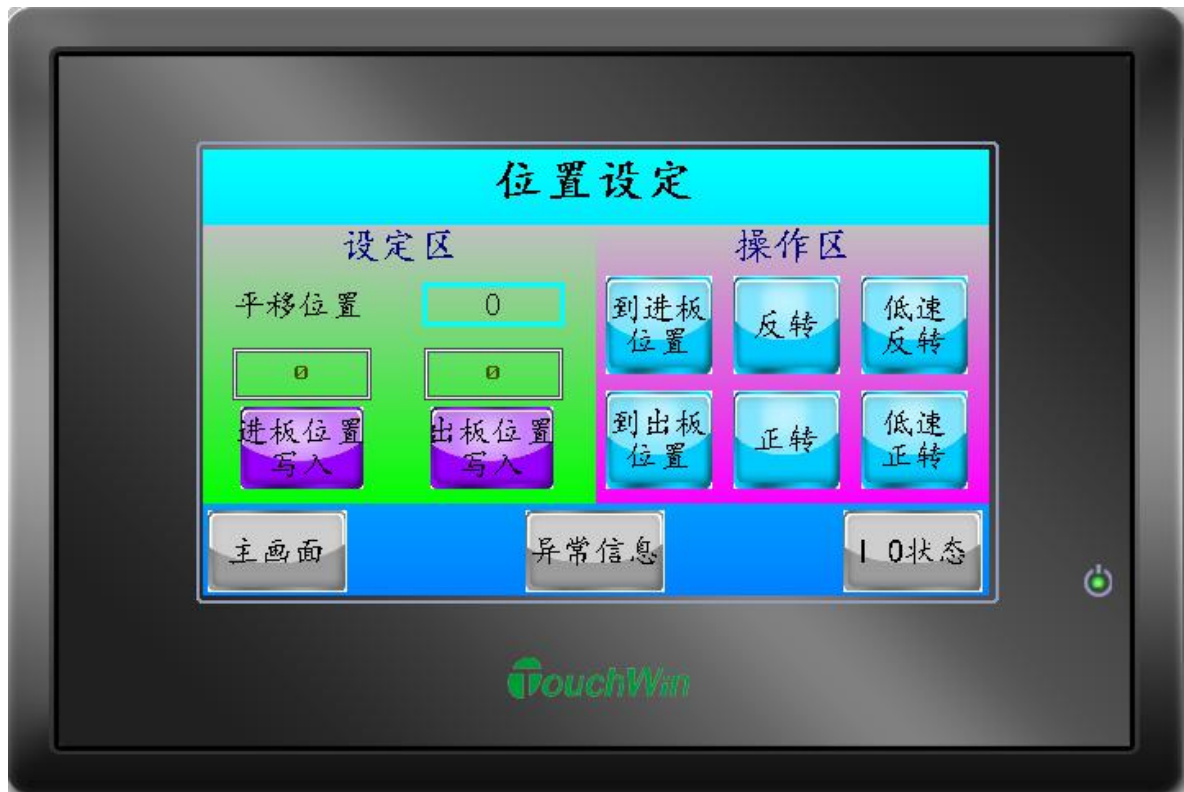 位置设定
设定区
操作区
平移位置
0
0
0
进板位置
写入
出板位置
写入
到进板
位置
反转
低速
反转
到出板
位置
正转
低速
正转
主画面
异常信息
I O状态
TouchWin